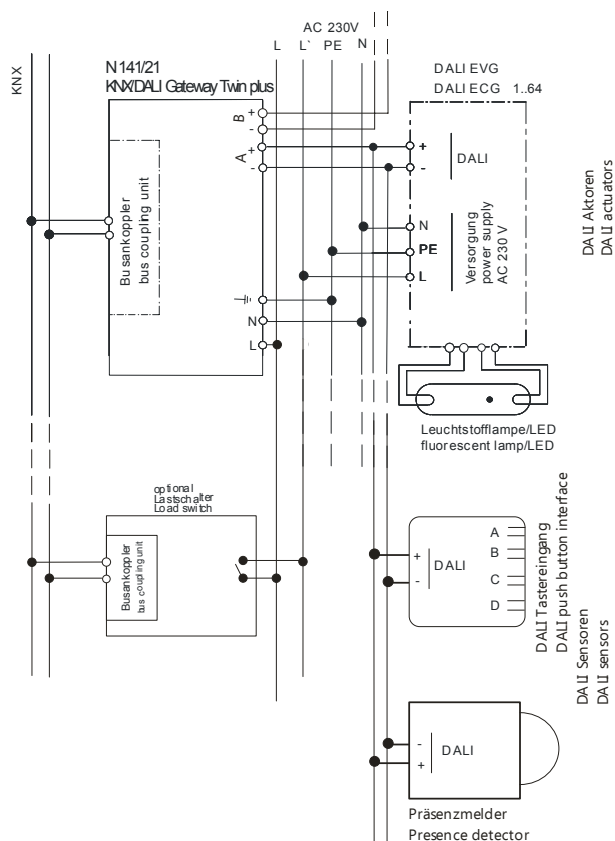 AC 230V
L L` PE N
KNX
N 141/21
KNX/DALI Gateway Twin plus
DALI EVG
DALI ECG 1..64
B + -
A + -
+
-
DALI
Busankoppler
bus coupling unit
N
PE
L
Versorgung
power supply
AC 230 V
DALI Aktoren
DALI actuators
N
L
Leuchtstofflampe/LED
fluorescent lamp/LED
optional
Lastschalter
Load switch
Busankoppler
bus coupling unit
+
-
DALI
A
B
C
D
DALI Tastereingang
DALI push button interface
DALI Sensoren
DALI sensors
-
+
DALI
Präsenzmelder
Presence detector